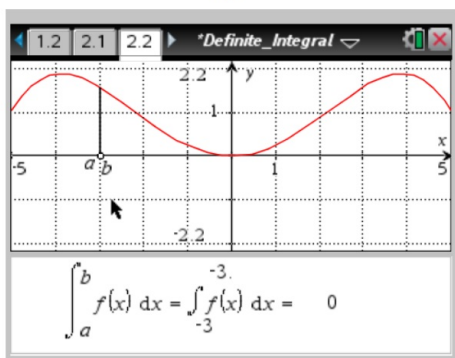 1.2 2.1 2.2 *Definite_Integral
2.2 y
1
x
-5 a b 1 5
-2.2
b -3.
∫ f(x) dx = ∫ f(x) dx = 0
a -3